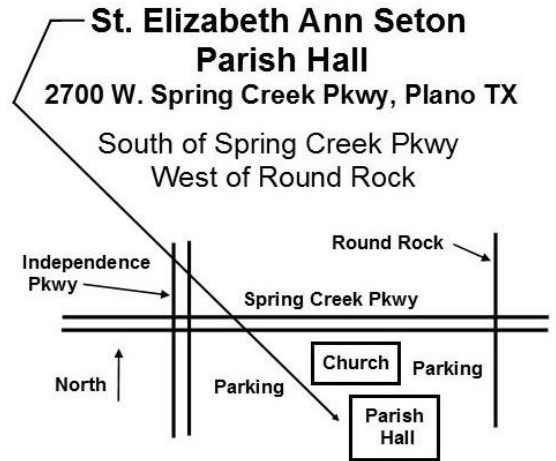 St. Elizabeth Ann Seton
Parish Hall
2700 W. Spring Creek Pkwy, Plano TX
South of Spring Creek Pkwy
West of Round Rock
Round Rock
Independence
Pkwy
Spring Creek Pkwy
Church
Parking
North
Parking
Parish
Hall